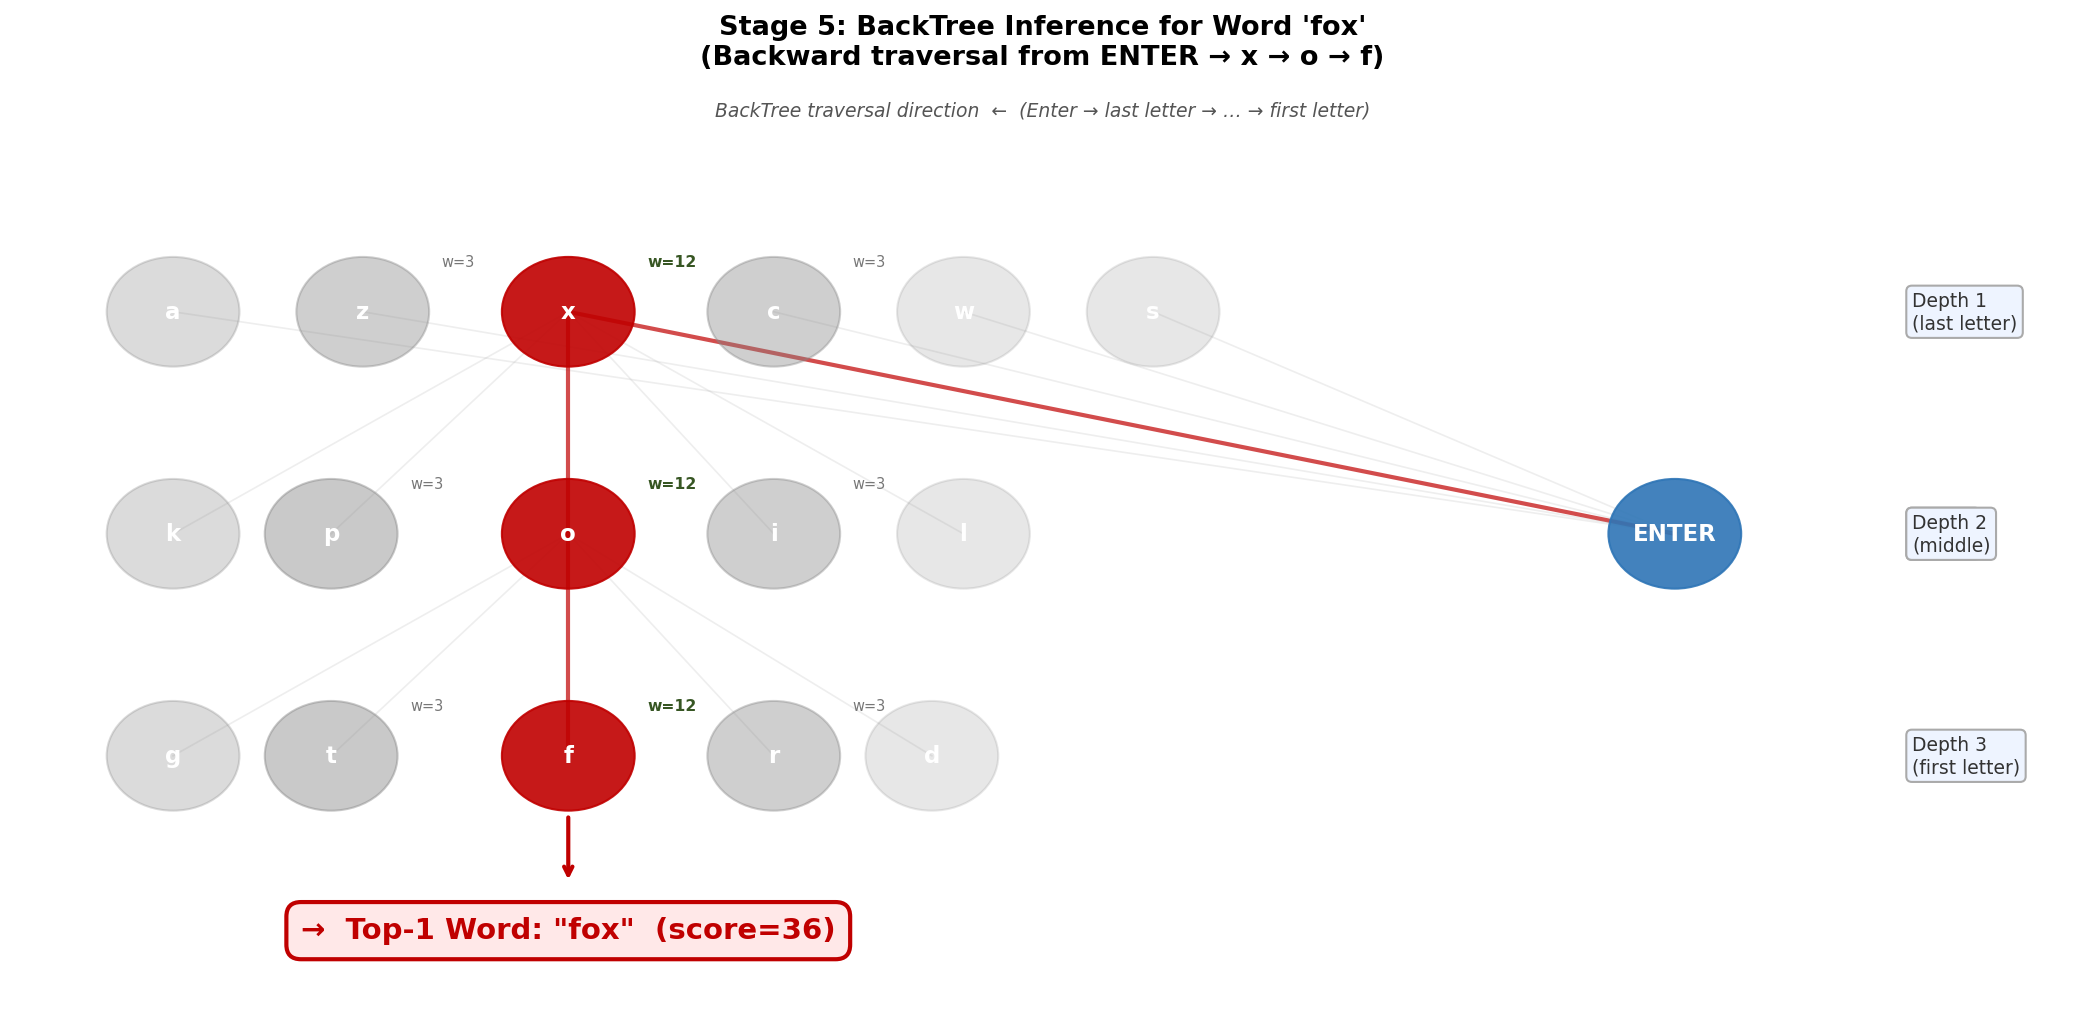 Stage 5: BackTree Inference for Word 'fox'
(Backward traversal from ENTER → x → o → f)
BackTree traversal direction ← (Enter → last letter → ... → first letter)
w=3 w=12 w=3
a z x c w s
Depth 1
(last letter)
w=3 w=12 w=3
k p o i l ENTER
Depth 2
(middle)
w=3 w=12 w=3
g t f r d
Depth 3
(first letter)
→ Top-1 Word: "fox" (score=36)